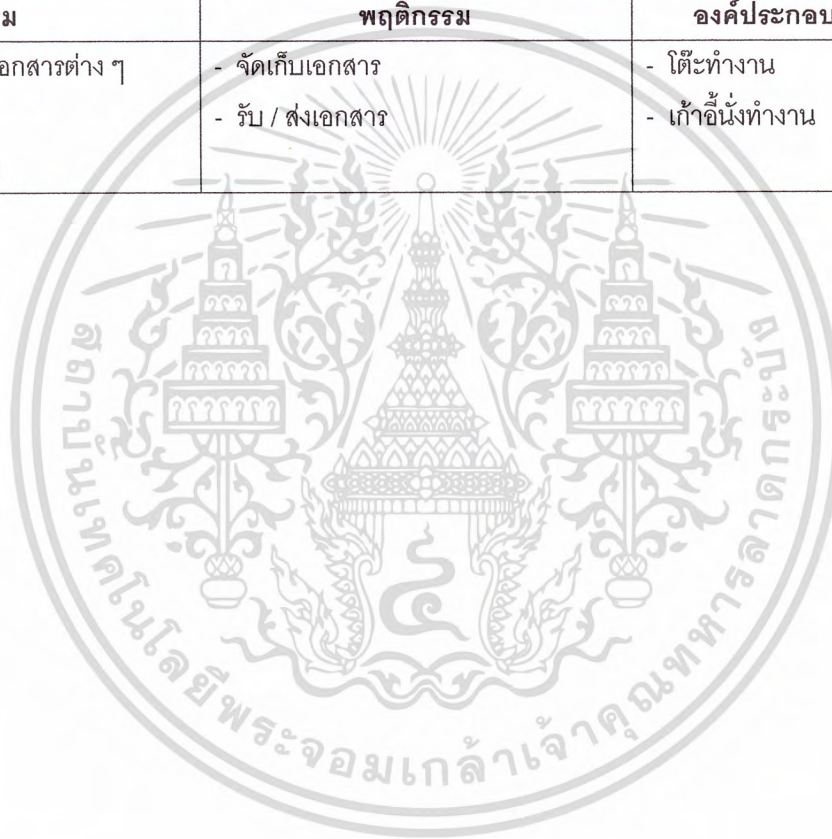 ม พฤติกรรม องค์ประกอบ
อกสารต่าง ๆ - จัดเก็บเอกสาร - โต๊ะทำงาน
- รับ / ส่งเอกสาร - เก้าอี้นั่งทำงาน
สถาบันเทคโนโลยีพระจอมเกล้าเจ้าคุณทหารลาดกระบัง